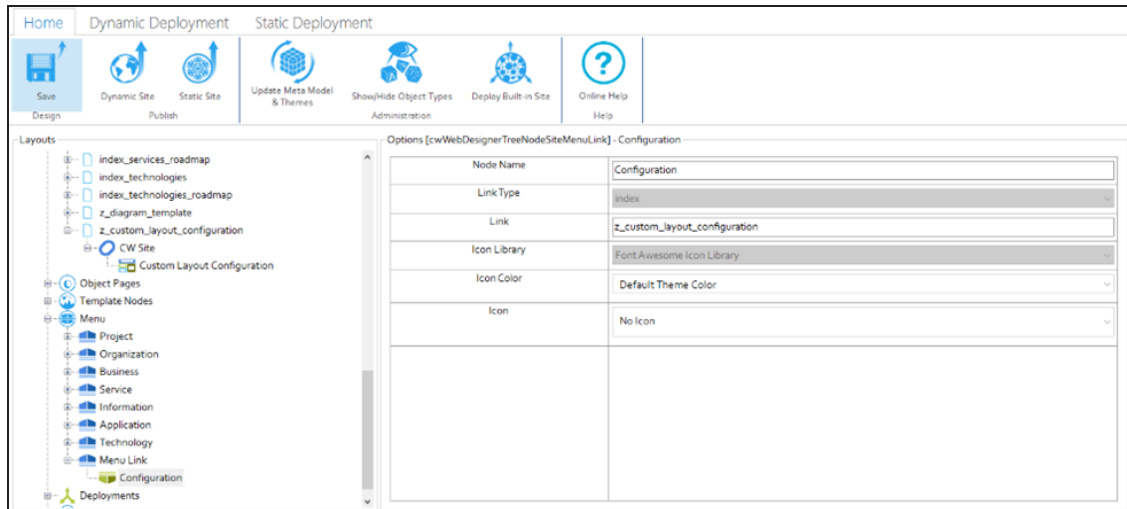 Home Dynamic Deployment Static Deployment
Save Dynamic Site Static Site Update Meta Model & Themes Show/Hide Object Types Deploy Built-in Site Online Help
Design Publish Administration Help
Layouts
index_services_roadmap
index_technologies
index_technologies_roadmap
z_diagram_template
z_custom_layout_configuration
CW Site
Custom Layout Configuration
Object Pages
Template Nodes
Menu
Project
Organization
Business
Service
Information
Application
Technology
Menu Link
Configuration
Deployments
Options [cwWebDesignerTreeNodeSiteMenuLink] - Configuration
Node Name Configuration
Link Type index
Link z_custom_layout_configuration
Icon Library Font Awesome Icon Library
Icon Color Default Theme Color
Icon No Icon